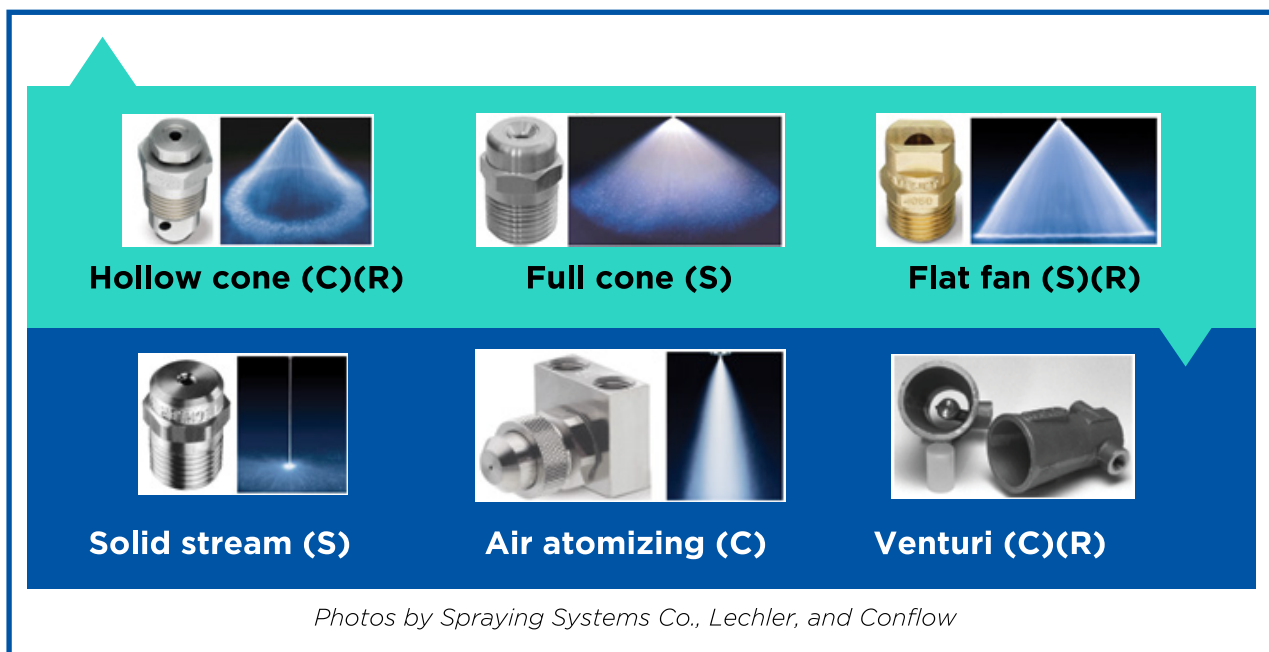 Hollow cone (C)(R)
Full cone (S)
Flat fan (S)(R)
Solid stream (S)
Air atomizing (C)
Venturi (C)(R)
Photos by Spraying Systems Co., Lechler, and Conflow